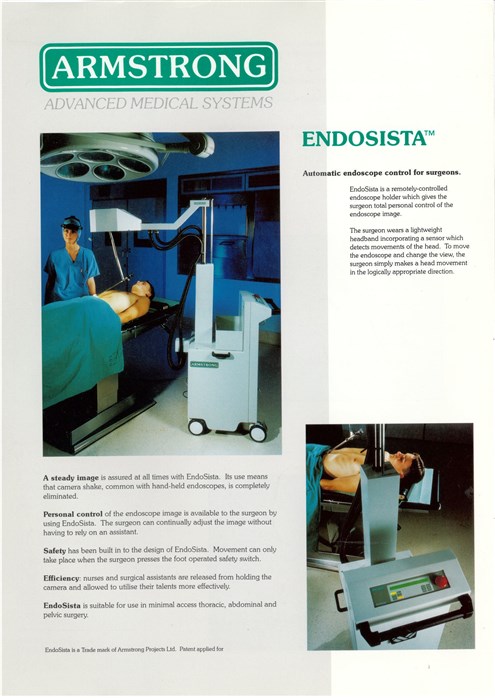 ARMSTRONG
ADVANCED MEDICAL SYSTEMS
ENDOSISTA™
Automatic endoscope control for surgeons.
EndoSista is a remotely-controlled
endoscope holder which gives the
surgeon total personal control of the
endoscope image.
The surgeon wears a lightweight
headband incorporating a sensor which
detects movements of the head. To move
the endoscope and change the view, the
surgeon simply makes a head movement
in the logically appropriate direction.
ARMSTRONG
A steady image is assured at all times with EndoSista. Its use means
that camera shake, common with hand-held endoscopes, is completely
eliminated.
Personal control of the endoscope image is available to the surgeon by
using EndoSista. The surgeon can continually adjust the image without
having to rely on an assistant.
Safety has been built in to the design of EndoSista. Movement can only
take place when the surgeon presses the foot operated safety switch.
Efficiency: nurses and surgical assistants are released from holding the
camera and allowed to utilise their talents more effectively.
EndoSista is suitable for use in minimal access thoracic, abdominal and
pelvic surgery.
EndoSista is a Trade mark of Armstrong Projects Ltd. Patent applied for